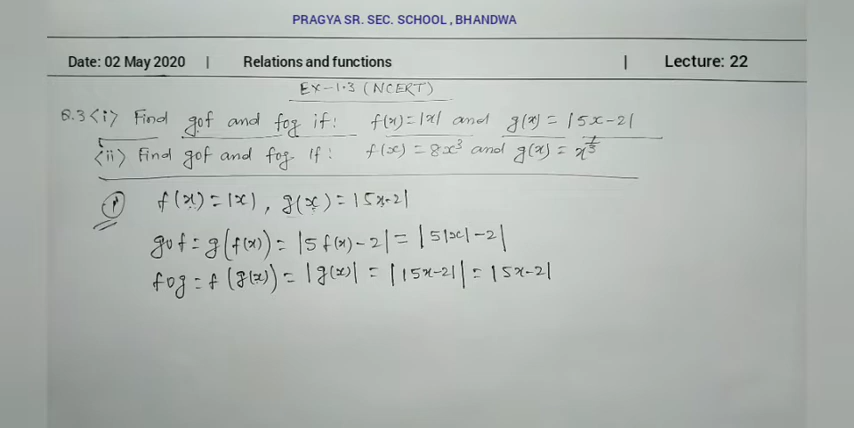 PRAGYA SR. SEC. SCHOOL , BHANDWA
Date: 02 May 2020 | Relations and functions | Lecture: 22
EX-1.3 (NCERT)
Q.3 <i> Find gof and fog if: f(x) = |x| and g(x) = |5x-2|
<ii> Find gof and fog if: f(x) = 8x³ and g(x) = x^(1/3)
(i) f(x) = |x|, g(x) = |5x-2|
gof = g(f(x)) = |5f(x)-2| = |5|x|-2|
fog = f(g(x)) = |g(x)| = ||5x-2|| = |5x-2|